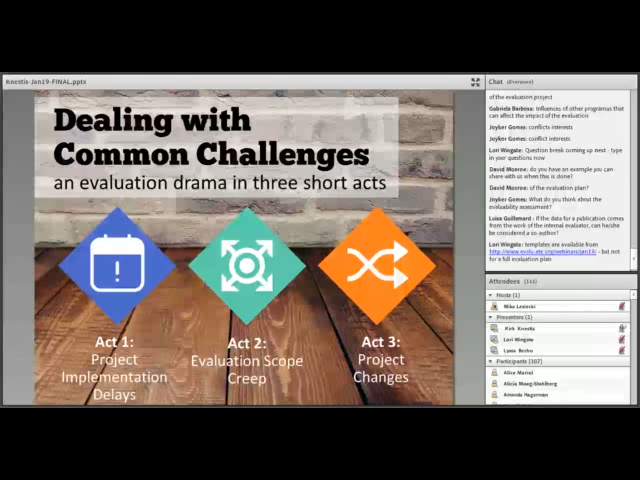 Knestis-Jan19-FINAL.pptx
Dealing with
Common Challenges
an evaluation drama in three short acts
Act 1:
Project
Implementation
Delays
Act 2:
Evaluation Scope
Creep
Act 3:
Project
Changes
Chat (Everyone)
of the evaluation project
Gabriela Barbosa: Influences of other programas that
can affect the impact of the evaluation
Joyker Gomes: conflicts interests
Joyker Gomes: conflict interests
Lori Wingate: Question break coming up next - type
in your questions now
David Monroe: do you have an example you can
share with us when this is done?
David Monroe: of the evaluation plan?
Joyker Gomes: What do you think about the
evaluability assessment?
Luisa Guillemard: if the data for a publication comes
from the work of the internal evaluator, can he/she
be considered a co-author?
Lori Wingate: templates are available from
- but not
for a full evaluation plan
Attendees
Hosts (1)
Mike Lesiecki
Presenters (3)
Kirk Knestis
Lori Wingate
Lyssa Becho
Participants (107)
Alice Maciel
Alicia
Amanda Hagerman